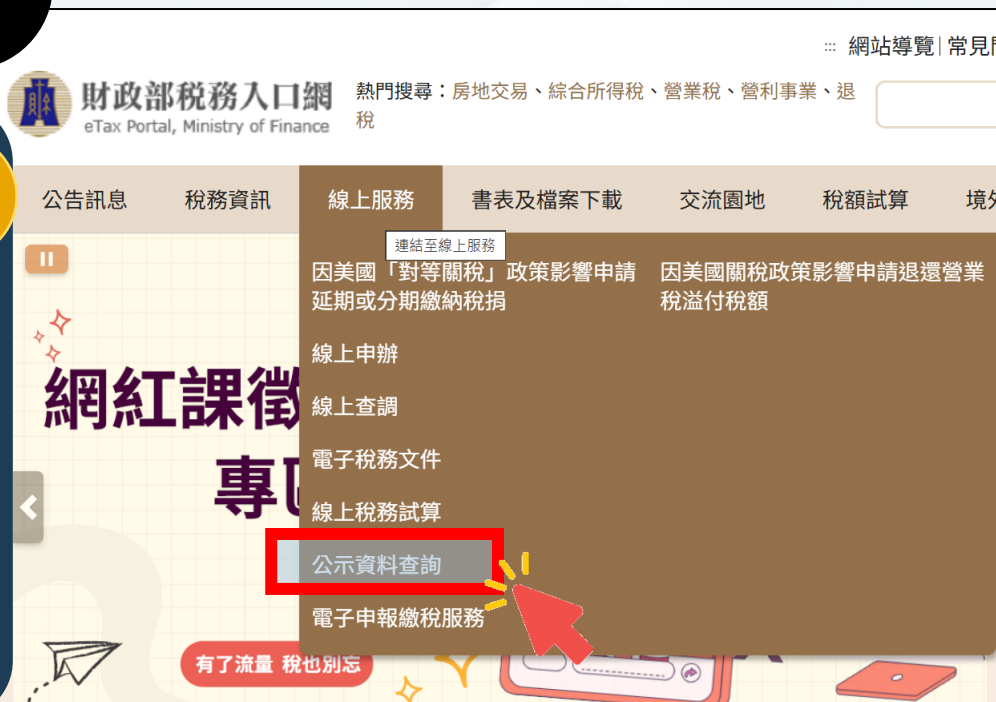 網站導覽 | 常見
財政部稅務入口網
eTax Portal, Ministry of Finance
熱門搜尋：房地交易、綜合所得稅、營業稅、營利事業、退
稅
公告訊息 稅務資訊 線上服務 書表及檔案下載 交流園地 稅額試算 境外
連結至線上服務
因美國「對等關稅」政策影響申請
延期或分期繳納稅捐
因美國關稅政策影響申請退還營業
稅溢付稅額
線上申辦
線上查調
電子稅務文件
線上稅務試算
公示資料查詢
電子申報繳稅服務
網紅課徵
專
有了流量 稅也別忘